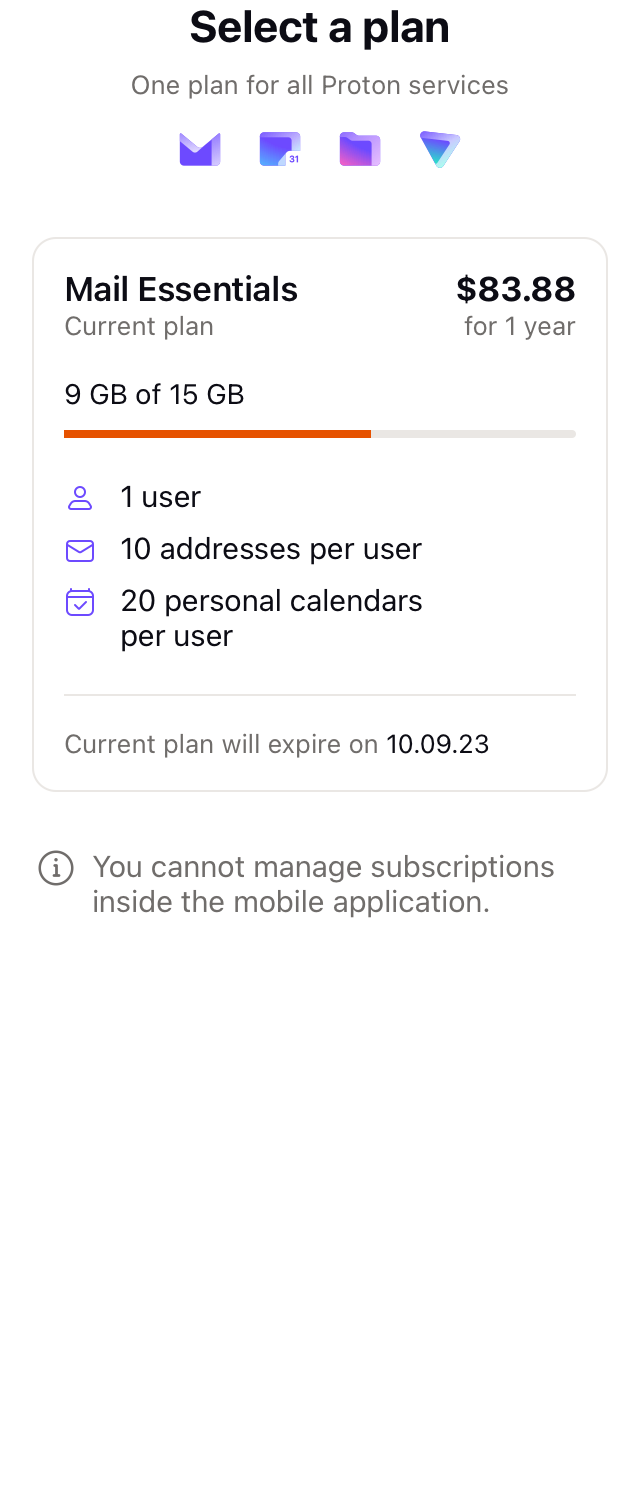 Select a plan
One plan for all Proton services
31
Mail Essentials
$83.88
Current plan
for 1 year
9 GB of 15 GB
1 user
10 addresses per user
20 personal calendars
per user
Current plan will expire on 10.09.23
You cannot manage subscriptions
inside the mobile application.